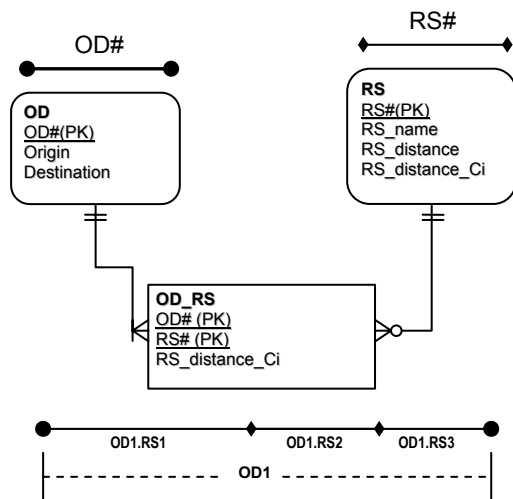 OD#
RS#
OD
OD#(PK)
Origin
Destination
RS
RS#(PK)
RS_name
RS_distance
RS_distance_Ci
OD_RS
OD# (PK)
RS# (PK)
RS_distance_Ci
OD1.RS1
OD1.RS2
OD1.RS3
OD1